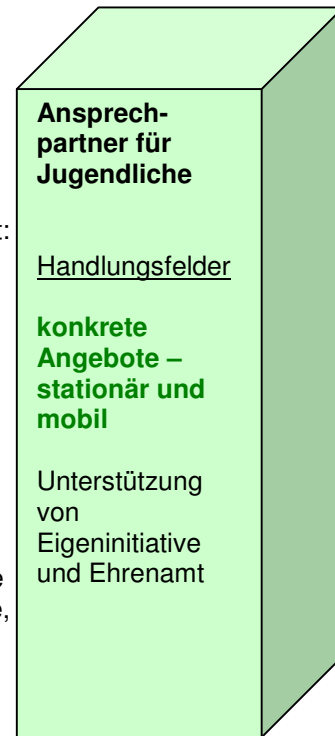 Ansprech-
partner für
Jugendliche
t:
Handlungsfelder
konkrete
Angebote –
stationär und
mobil
Unterstützung
von
Eigeninitiative
e und Ehrenamt
e,